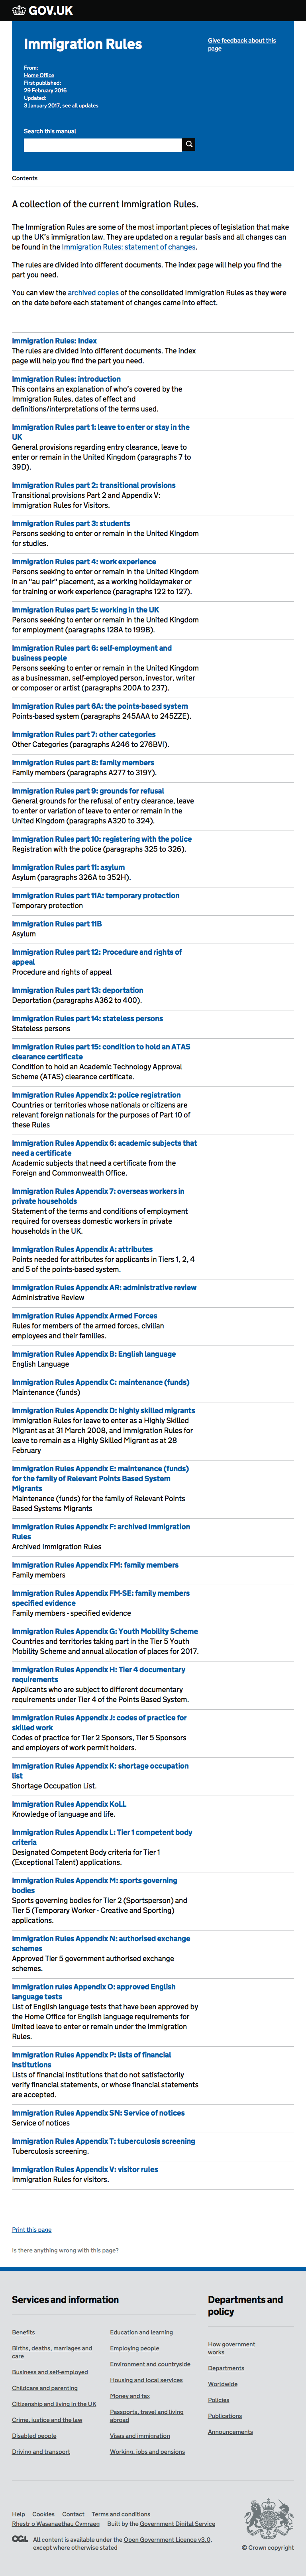 GOV.UK
Immigration Rules
Give feedback about this
page
From:
Home Office
First published:
29 February 2016
Updated:
3 January 2017, see all updates
Search this manual
Contents
A collection of the current Immigration Rules.
The Immigration Rules are some of the most important pieces of legislation that make
up the UK's immigration law. They are updated on a regular basis and all changes can
be found in the Immigration Rules: statement of changes.
The rules are divided into different documents. The index page will help you find the
part you need.
You can view the archived copies of the consolidated Immigration Rules as they were
on the date before each statement of changes came into effect.
Immigration Rules: Index
The rules are divided into different documents. The index
page will help you find the part you need.
Immigration Rules: introduction
This contains an explanation of who's covered by the
Immigration Rules, dates of effect and
definitions/interpretations of the terms used.
Immigration Rules part 1: leave to enter or stay in the
UK
General provisions regarding entry clearance, leave to
enter or remain in the United Kingdom (paragraphs 7 to
39D).
Immigration Rules part 2: transitional provisions
Transitional provisions Part 2 and Appendix V:
Immigration Rules for Visitors.
Immigration Rules part 3: students
Persons seeking to enter or remain in the United Kingdom
for studies.
Immigration Rules part 4: work experience
Persons seeking to enter or remain in the United Kingdom
in an "au pair" placement, as a working holidaymaker or
for training or work experience (paragraphs 122 to 127).
Immigration Rules part 5: working in the UK
Persons seeking to enter or remain in the United Kingdom
for employment (paragraphs 128A to 199B).
Immigration Rules part 6: self-employment and
business people
Persons seeking to enter or remain in the United Kingdom
as a businessman, self-employed person, investor, writer
or composer or artist (paragraphs 200A to 237).
Immigration Rules part 6A: the points-based system
Points-based system (paragraphs 245AAA to 245ZZE).
Immigration Rules part 7: other categories
Other Categories (paragraphs A246 to 276BVI).
Immigration Rules part 8: family members
Family members (paragraphs A277 to 319Y).
Immigration Rules part 9: grounds for refusal
General grounds for the refusal of entry clearance, leave
to enter or variation of leave to enter or remain in the
United Kingdom (paragraphs A320 to 324).
Immigration Rules part 10: registering with the police
Registration with the police (paragraphs 325 to 326).
Immigration Rules part 11: asylum
Asylum (paragraphs 326A to 352H).
Immigration Rules part 11A: temporary protection
Temporary protection
Immigration Rules part 11B
Asylum
Immigration Rules part 12: Procedure and rights of
appeal
Procedure and rights of appeal
Immigration Rules part 13: deportation
Deportation (paragraphs A362 to 400).
Immigration Rules part 14: stateless persons
Stateless persons
Immigration Rules part 15: condition to hold an ATAS
clearance certificate
Condition to hold an Academic Technology Approval
Scheme (ATAS) clearance certificate.
Immigration Rules Appendix 2: police registration
Countries or territories whose nationals or citizens are
relevant foreign nationals for the purposes of Part 10 of
these Rules
Immigration Rules Appendix 6: academic subjects that
need a certificate
Academic subjects that need a certificate from the
Foreign and Commonwealth Office.
Immigration Rules Appendix 7: overseas workers in
private households
Statement of the terms and conditions of employment
required for overseas domestic workers in private
households in the UK.
Immigration Rules Appendix A: attributes
Points needed for attributes for applicants in Tiers 1, 2, 4
and 5 of the points-based system.
Immigration Rules Appendix AR: administrative review
Administrative Review
Immigration Rules Appendix Armed Forces
Rules for members of the armed forces, civilian
employees and their families.
Immigration Rules Appendix B: English language
English Language
Immigration Rules Appendix C: maintenance (funds)
Maintenance (funds)
Immigration Rules Appendix D: highly skilled migrants
Immigration Rules for leave to enter as a Highly Skilled
Migrant as at 31 March 2008, and Immigration Rules for
leave to remain as a Highly Skilled Migrant as at 28
February
Immigration Rules Appendix E: maintenance (funds)
for the family of Relevant Points Based System
Migrants
Maintenance (funds) for the family of Relevant Points
Based Systems Migrants
Immigration Rules Appendix F: archived Immigration
Rules
Archived Immigration Rules
Immigration Rules Appendix FM: family members
Family members
Immigration Rules Appendix FM-SE: family members
specified evidence
Family members - specified evidence
Immigration Rules Appendix G: Youth Mobility Scheme
Countries and territories taking part in the Tier 5 Youth
Mobility Scheme and annual allocation of places for 2017.
Immigration Rules Appendix H: Tier 4 documentary
requirements
Applicants who are subject to different documentary
requirements under Tier 4 of the Points Based System.
Immigration Rules Appendix J: codes of practice for
skilled work
Codes of practice for Tier 2 Sponsors, Tier 5 Sponsors
and employers of work permit holders.
Immigration Rules Appendix K: shortage occupation
list
Shortage Occupation List.
Immigration Rules Appendix KoLL
Knowledge of language and life.
Immigration Rules Appendix L: Tier 1 competent body
criteria
Designated Competent Body criteria for Tier 1
(Exceptional Talent) applications.
Immigration Rules Appendix M: sports governing
bodies
Sports governing bodies for Tier 2 (Sportsperson) and
Tier 5 (Temporary Worker - Creative and Sporting)
applications.
Immigration Rules Appendix N: authorised exchange
schemes
Approved Tier 5 government authorised exchange
schemes.
Immigration rules Appendix O: approved English
language tests
List of English language tests that have been approved by
the Home Office for English language requirements for
limited leave to enter or remain under the Immigration
Rules.
Immigration Rules Appendix P: lists of financial
institutions
Lists of financial institutions that do not satisfactorily
verify financial statements, or whose financial statements
are accepted.
Immigration Rules Appendix SN: Service of notices
Service of notices
Immigration Rules Appendix T: tuberculosis screening
Tuberculosis screening.
Immigration Rules Appendix V: visitor rules
Immigration Rules for visitors.
Print this page
Is there anything wrong with this page?
Services and information
Benefits
Births, deaths, marriages and
care
Business and self-employed
Childcare and parenting
Citizenship and living in the UK
Crime, justice and the law
Disabled people
Driving and transport
Education and learning
Employing people
Environment and countryside
Housing and local services
Money and tax
Passports, travel and living
abroad
Visas and immigration
Working, jobs and pensions
Departments and
policy
How government
works
Departments
Worldwide
Policies
Publications
Announcements
Help Cookies Contact Terms and conditions
Rhestr o Wasanaethau Cymraeg Built by the Government Digital Service
OGL All content is available under the Open Government Licence v3.0,
except where otherwise stated
© Crown copyright